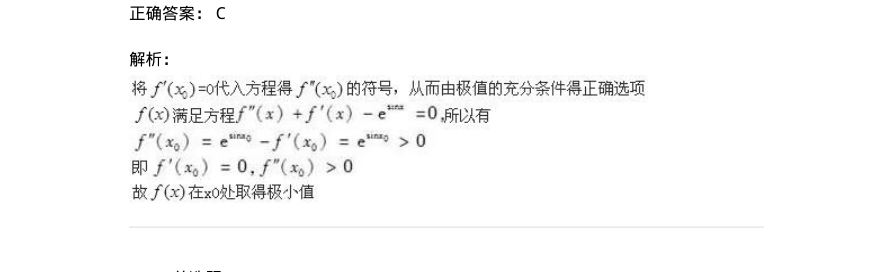 正确答案: C
解析:
将 f′(x₀)=0代入方程得 f″(x₀)的符号，从而由极值的充分条件得正确选项
f(x)满足方程f″(x) +f′(x) − e^sinx =0,所以有
f″(x₀) = e^sinx₀ −f′(x₀) = e^sinx₀ > 0
即 f′(x₀) = 0, f″(x₀) > 0
故 f(x)在x0处取得极小值